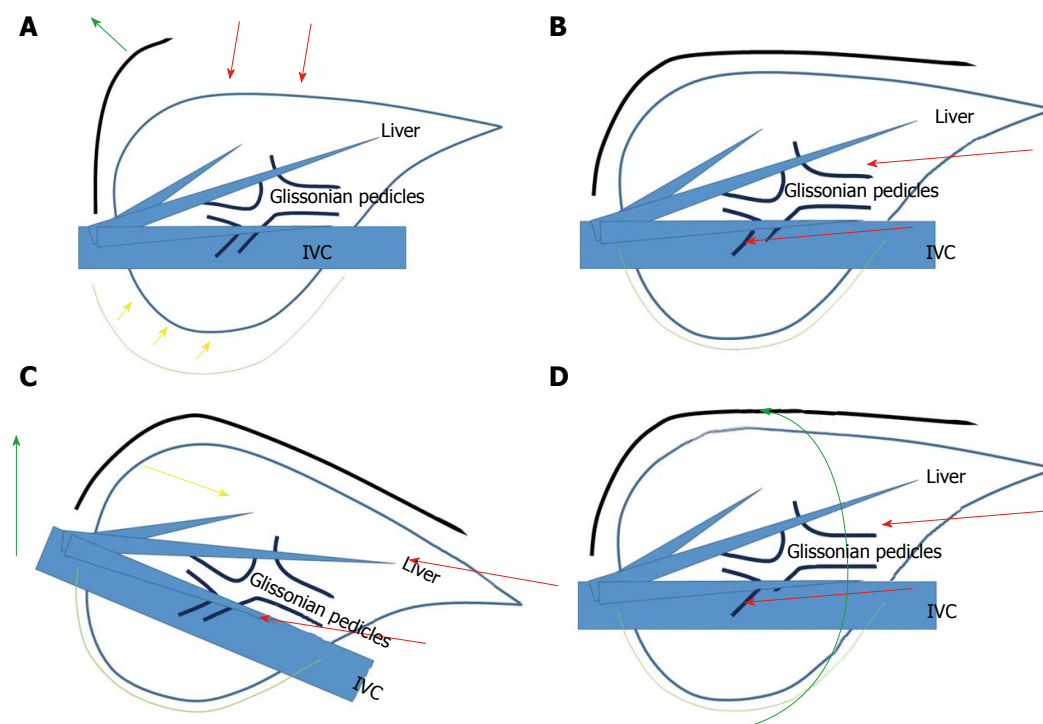 A
Liver
Glissonian pedicles
IVC
B
Liver
Glissonian pedicles
IVC
C
Liver
Glissonian pedicles
IVC
D
Liver
Glissonian pedicles
IVC